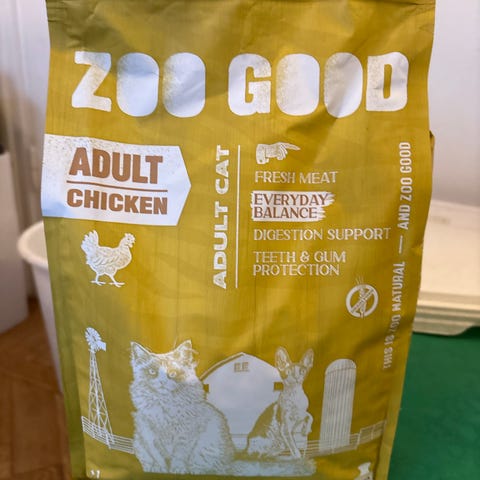 ZOO GOOD
ADULT
CHICKEN
ADULT CAT
FRESH MEAT
EVERYDAY
BALANCE
DIGESTION SUPPORT
TEETH & GUM
PROTECTION
THIS IS ZOO NATURAL — AND ZOO GOOD